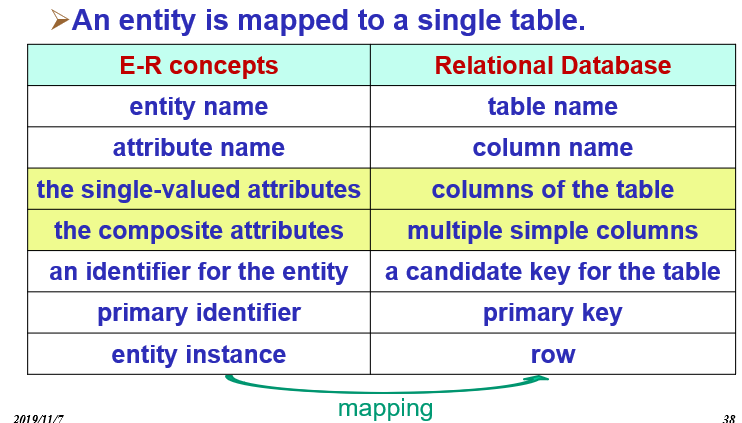 ➢An entity is mapped to a single table.
E-R concepts Relational Database
entity name table name
attribute name column name
the single-valued attributes columns of the table
the composite attributes multiple simple columns
an identifier for the entity a candidate key for the table
primary identifier primary key
entity instance row
mapping
2019/11/7 38